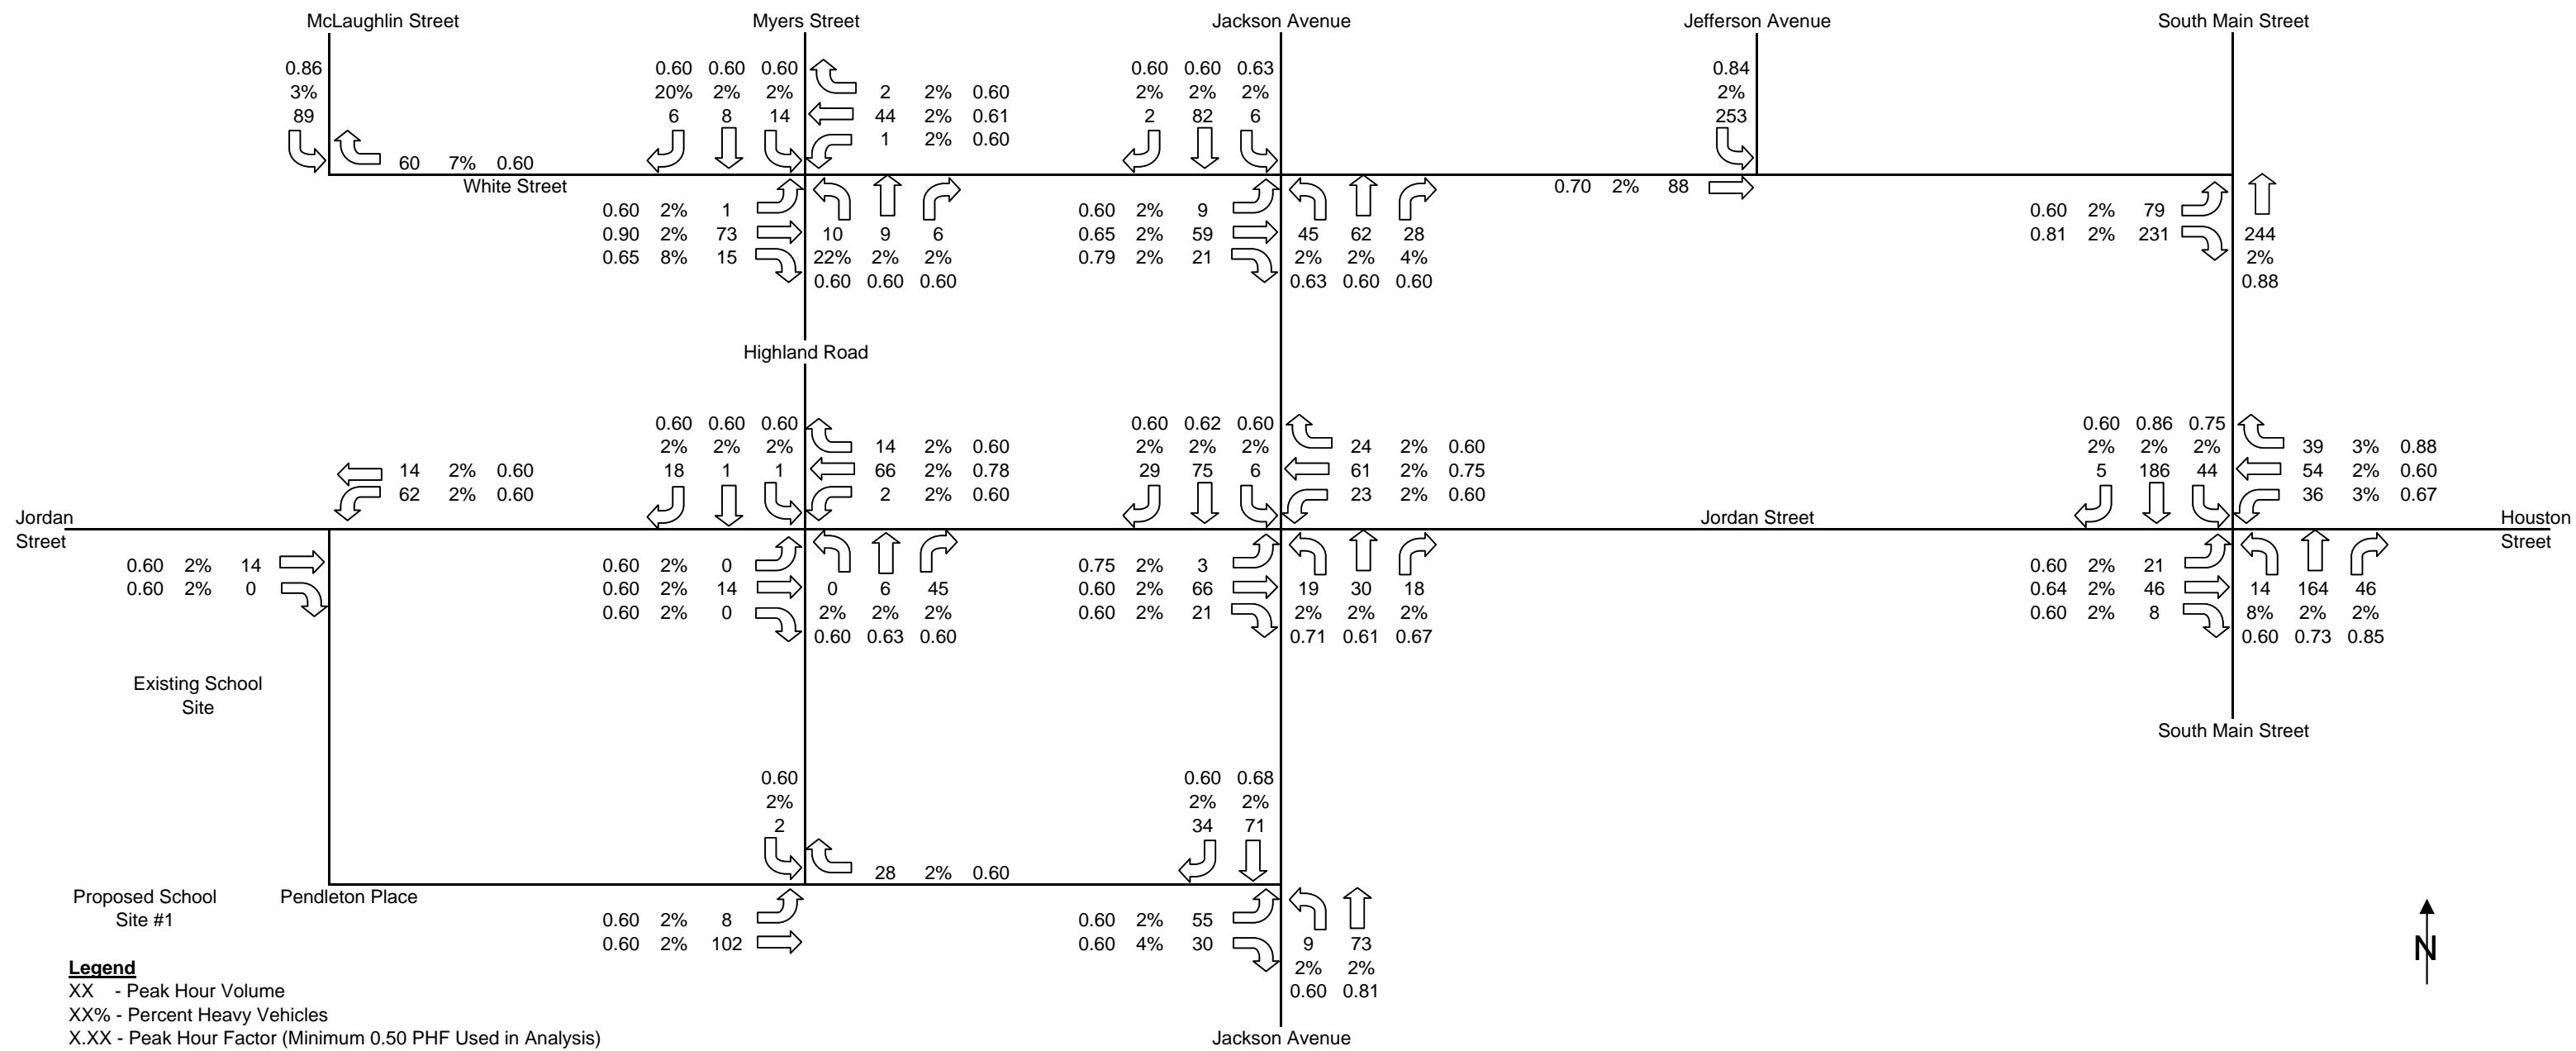 McLaughlin Street Myers Street Jackson Avenue Jefferson Avenue South Main Street
0.86 0.60 0.60 0.60 0.60 0.60 0.63 0.84
3% 20% 2% 2% 2 2% 0.60 2% 2% 2% 2%
89 6 8 14 44 2% 0.61 2 82 6 253
1 2% 0.60
60 7% 0.60
White Street 0.70 2% 88
0.60 2% 1 0.60 2% 9 0.60 2% 79
0.90 2% 73 10 9 6 0.65 2% 59 45 62 28 0.81 2% 231 244
0.65 8% 15 22% 2% 2% 0.79 2% 21 2% 2% 4% 2%
0.60 0.60 0.60 0.63 0.60 0.60 0.88
Highland Road
0.60 0.60 0.60 0.60 0.62 0.60 0.60 0.86 0.75
2% 2% 2% 14 2% 0.60 2% 2% 2% 24 2% 0.60 2% 2% 2% 39 3% 0.88
14 2% 0.60 18 1 1 66 2% 0.78 29 75 6 61 2% 0.75 5 186 44 54 2% 0.60
62 2% 0.60 2 2% 0.60 23 2% 0.60 36 3% 0.67
Jordan Jordan Street Houston
Street Street
0.60 2% 14 0.60 2% 0 0.75 2% 3 0.60 2% 21
0.60 2% 0 0.60 2% 14 0 6 45 0.60 2% 66 19 30 18 0.64 2% 46 14 164 46
0.60 2% 0 2% 2% 2% 0.60 2% 21 2% 2% 2% 0.60 2% 8 8% 2% 2%
0.60 0.63 0.60 0.71 0.61 0.67 0.60 0.73 0.85
Existing School
Site
South Main Street
0.60 0.60 0.68
2% 2% 2%
2 34 71
28 2% 0.60
Proposed School Pendleton Place
Site #1 0.60 2% 8 0.60 2% 55
0.60 2% 102 0.60 4% 30 9 73
N
Legend 2% 2%
XX - Peak Hour Volume 0.60 0.81
XX% - Percent Heavy Vehicles
X.XX - Peak Hour Factor (Minimum 0.50 PHF Used in Analysis) Jackson Avenue